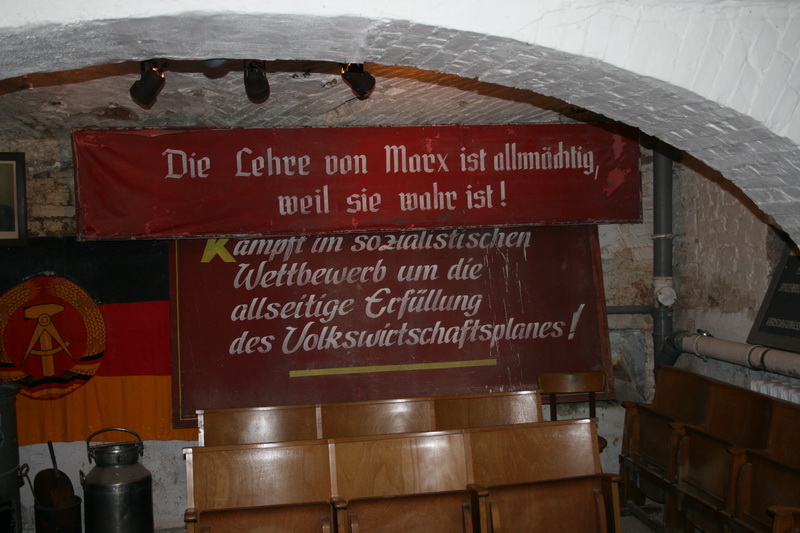 Die Lehre von Marx ist allmächtig,
weil sie wahr ist!
Kämpft im sozialistischen
Wettbewerb um die
allseitige Erfüllung
des Volkswirtschaftsplanes!